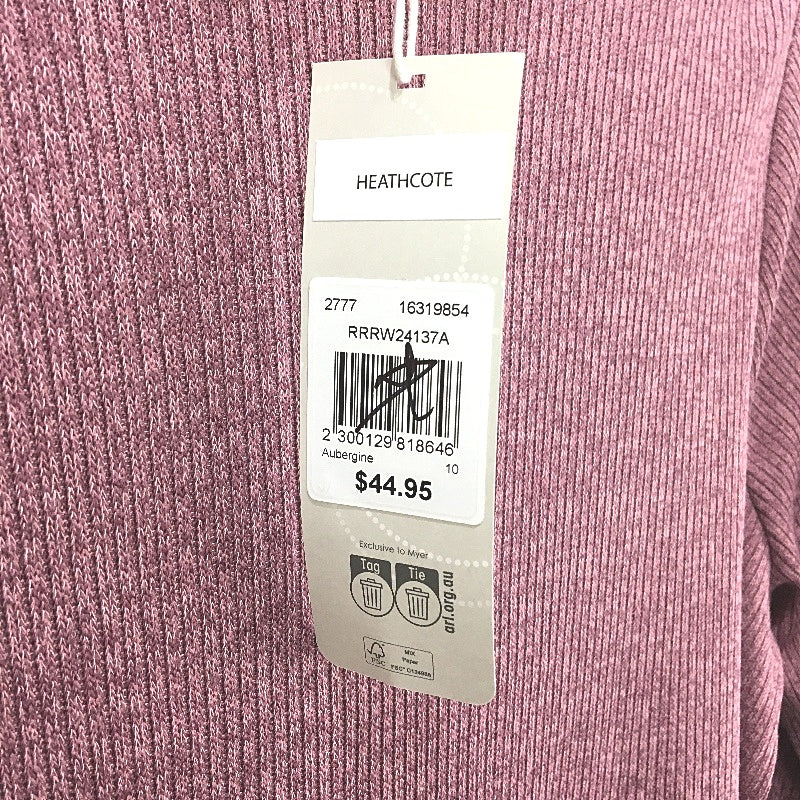 HEATHCOTE
2777 16319854
RRRW24137A
2 300129 818646
Aubergine 10
$44.95
Exclusive to Myer
Tag Tie
arl.org.au
FSC
MIX
Paper